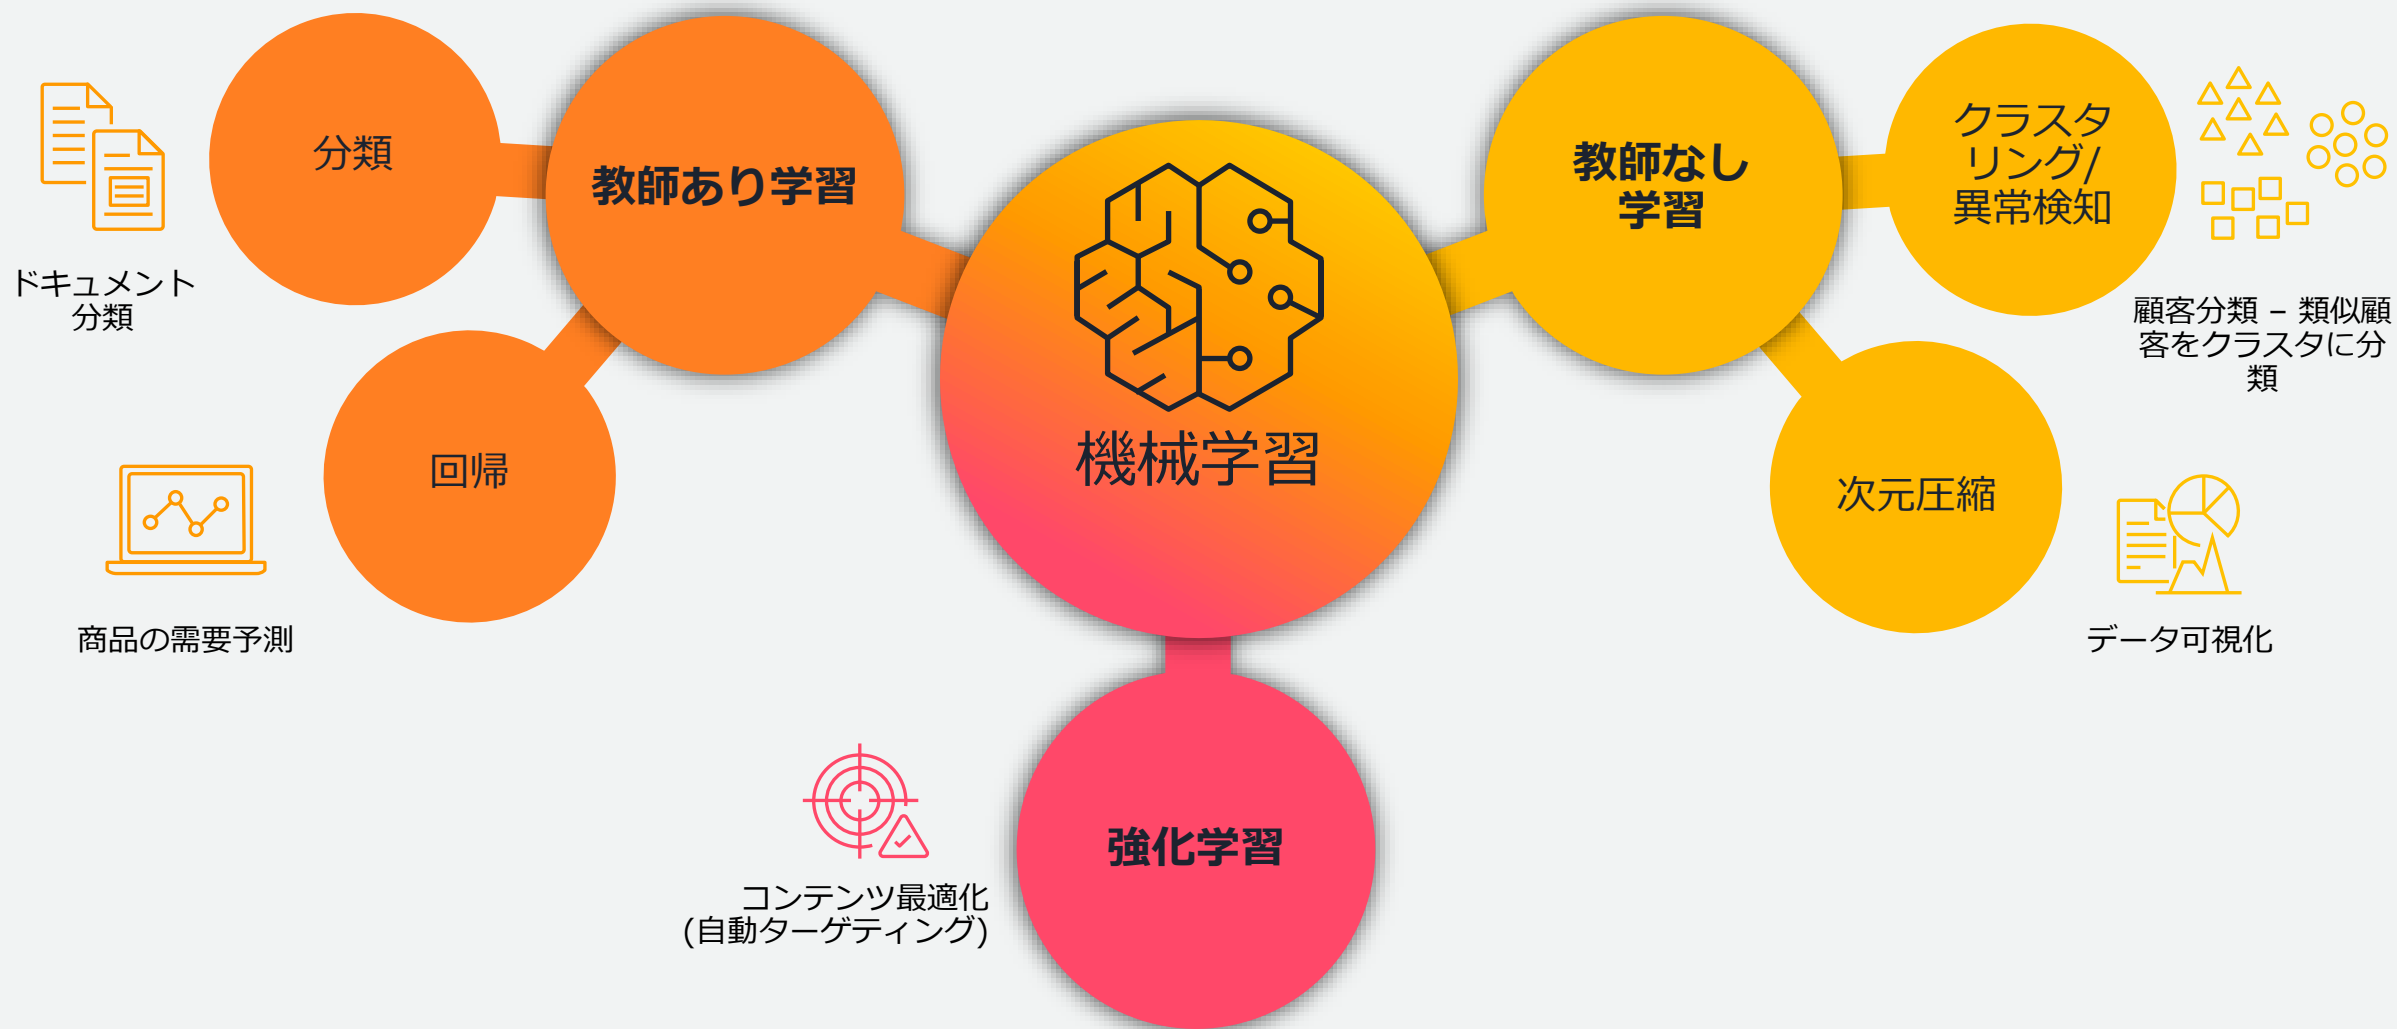 分類
教師あり学習
ドキュメント
分類
回帰
商品の需要予測
機械学習
教師なし
学習
クラスタ
リング/
異常検知
顧客分類 – 類似顧
客をクラスタに分
類
次元圧縮
データ可視化
強化学習
コンテンツ最適化
(自動ターゲティング)